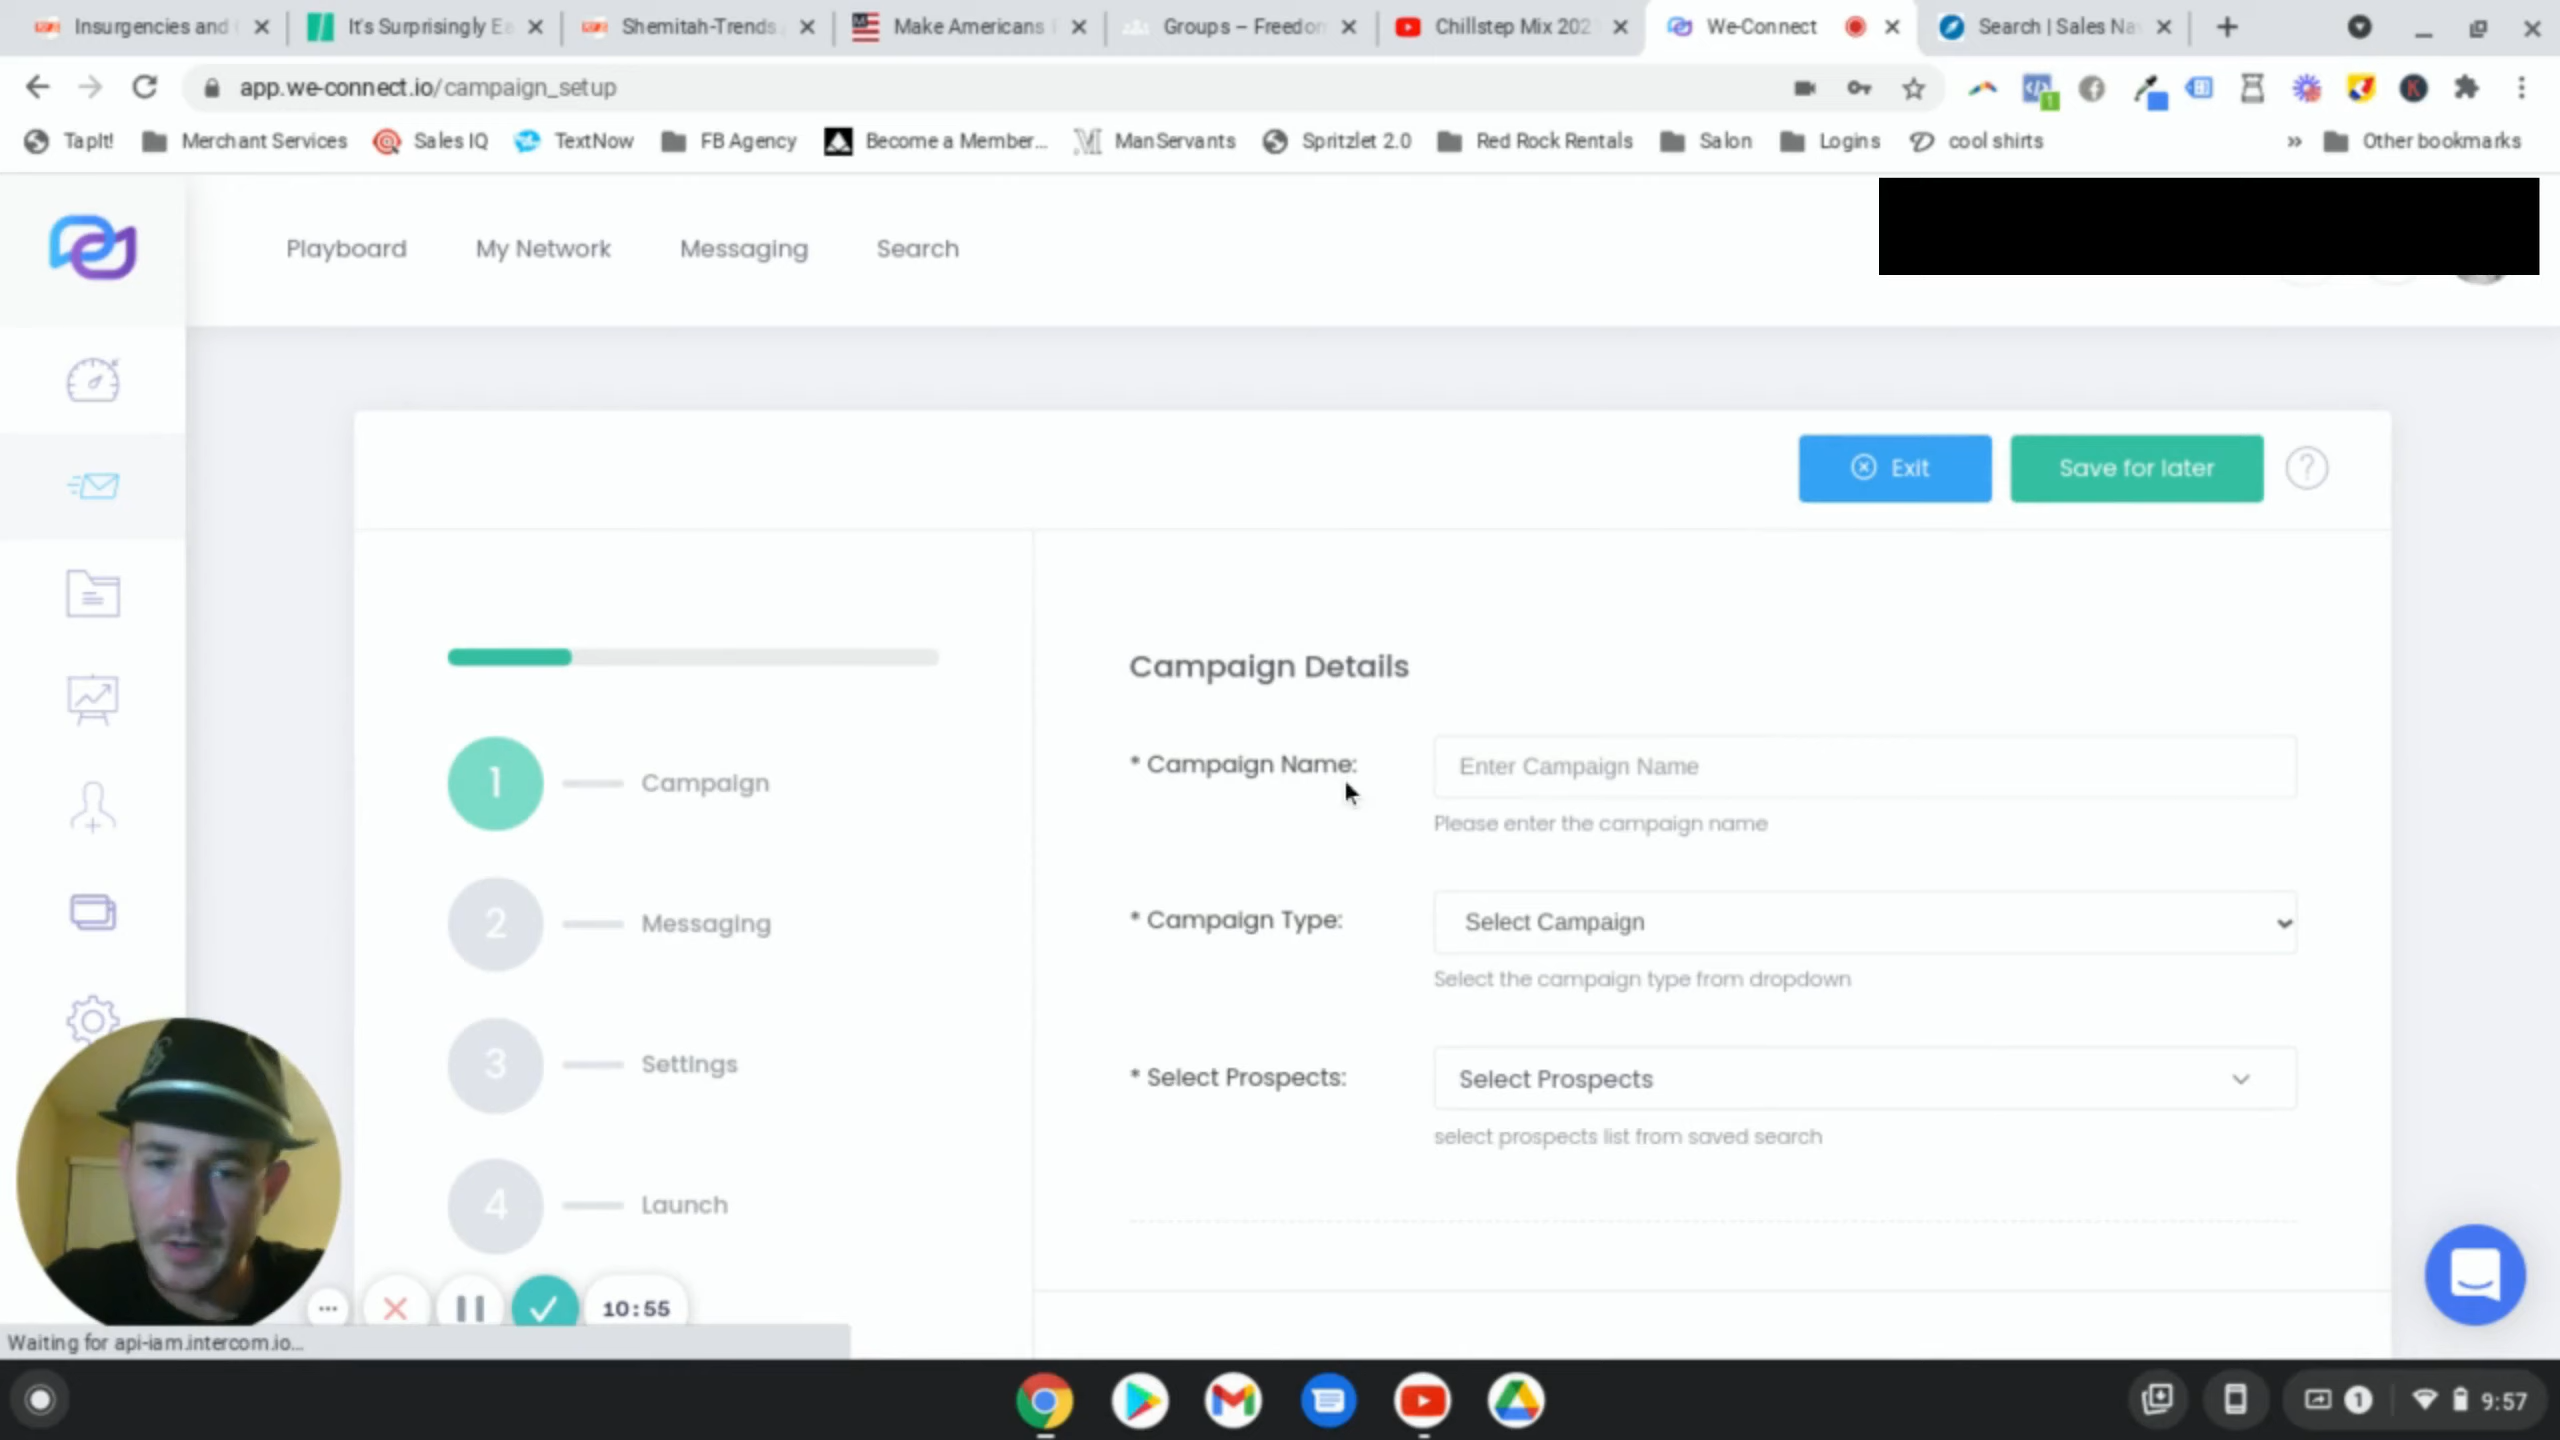 Insurgencies and
It's Surprisingly Ea
Shemitah-Trends
Make Americans
Groups – Freedom
Chillstep Mix 202
We-Connect
Search | Sales Na
app.we-connect.io/campaign_setup
TapIt!
Merchant Services
Sales IQ
TextNow
FB Agency
Become a Member...
ManServants
Spritzlet 2.0
Red Rock Rentals
Salon
Logins
cool shirts
»
Other bookmarks
Playboard
My Network
Messaging
Search
Exit
Save for later
?
Campaign Details
1
Campaign
2
Messaging
3
Settings
4
Launch
* Campaign Name:
Enter Campaign Name
Please enter the campaign name
* Campaign Type:
Select Campaign
Select the campaign type from dropdown
* Select Prospects:
Select Prospects
select prospects list from saved search
10:55
Waiting for api-iam.intercom.io...
1
9:57